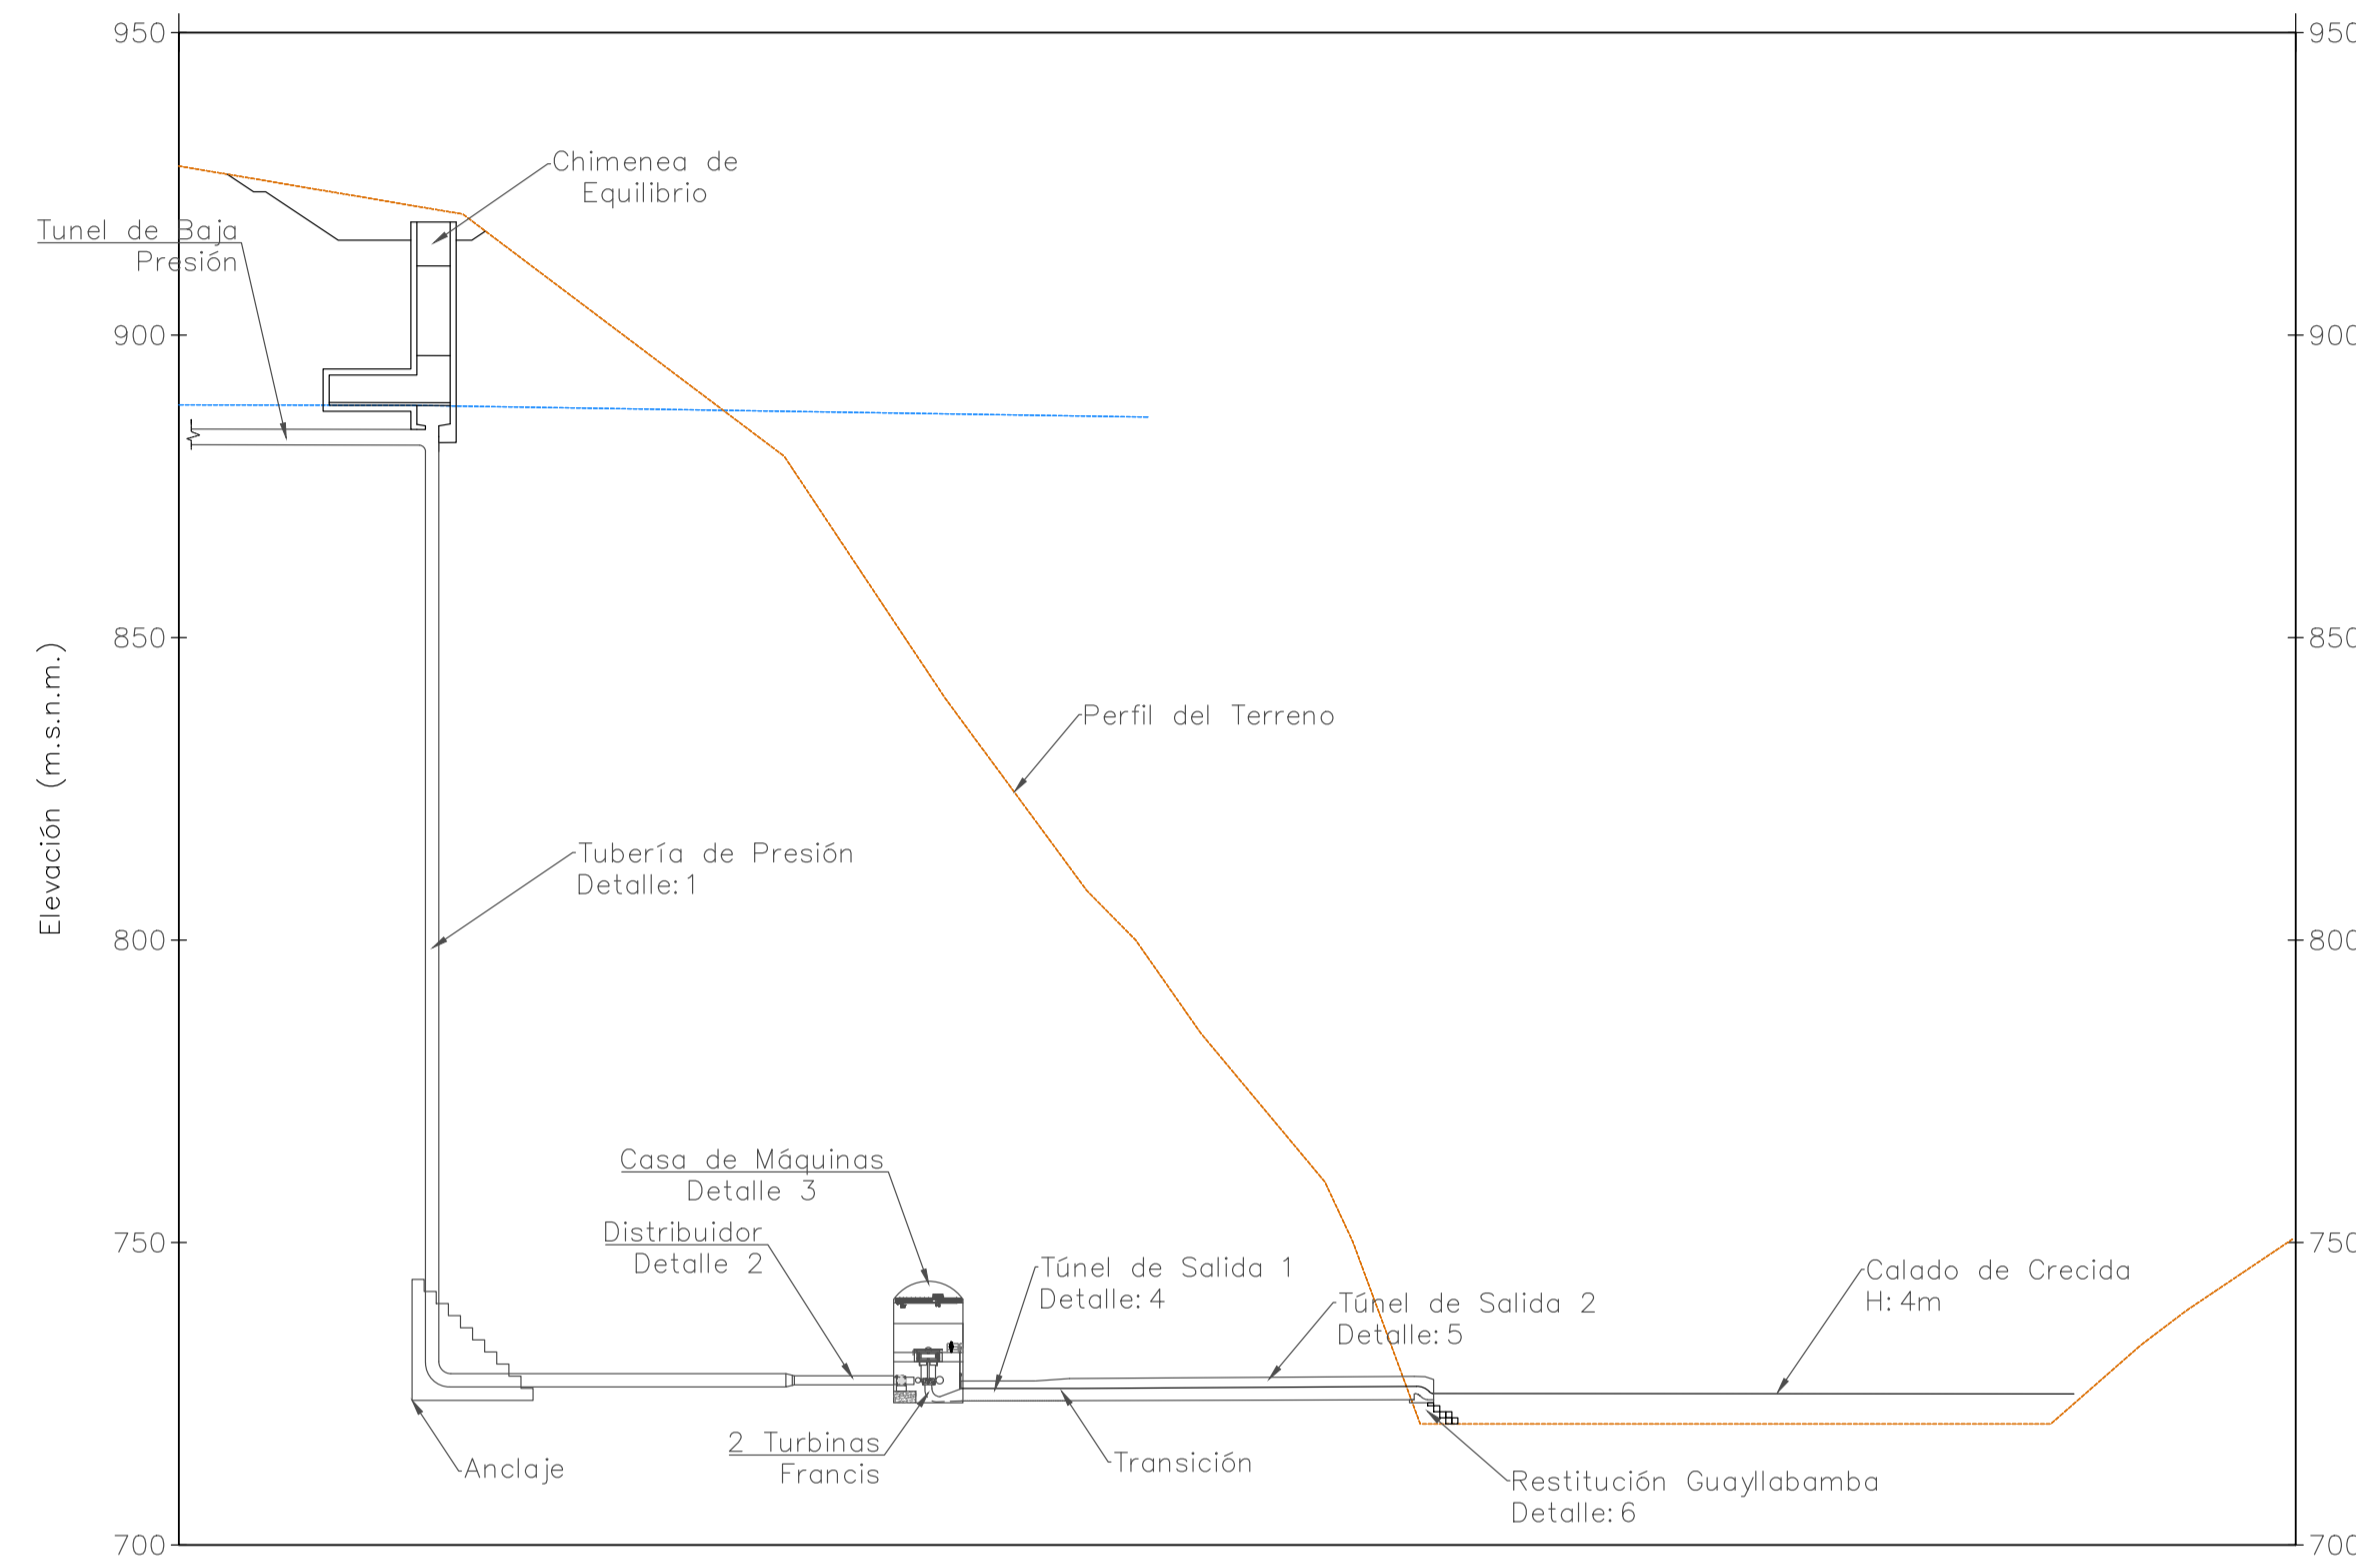 950
950
Chimenea de
Equilibrio
Tunel de Baja
Presión
900
900
850
850
Elevación (m.s.n.m.)
Perfil del Terreno
Tubería de Presión
Detalle:1
800
800
Casa de Máquinas
Detalle 3
Distribuidor
Detalle 2
750
750
Túnel de Salida 1
Detalle:4
Túnel de Salida 2
Detalle:5
Calado de Crecida
H:4m
2 Turbinas
Francis
Anclaje
Transición
Restitución Guayllabamba
Detalle:6
700
700